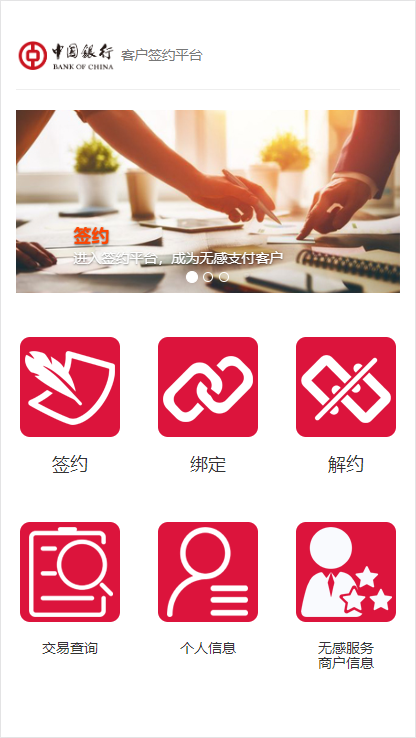 中国银行 客户签约平台
BANK OF CHINA
签约
进入签约平台，成为无感支付客户
签约 绑定 解约
交易查询 个人信息 无感服务
商户信息